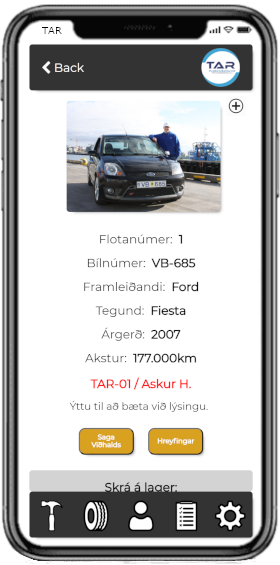 TAR
Back
TAR
VB 685
Flotanúmer: 1
Bílnúmer: VB-685
Framleiðandi: Ford
Tegund: Fiesta
Árgerð: 2007
Akstur: 177.000km
TAR-01 / Askur H.
Ýttu til að bæta við lýsingu.
Saga
Viðhalds
Hreyfingar
Skrá á lager: